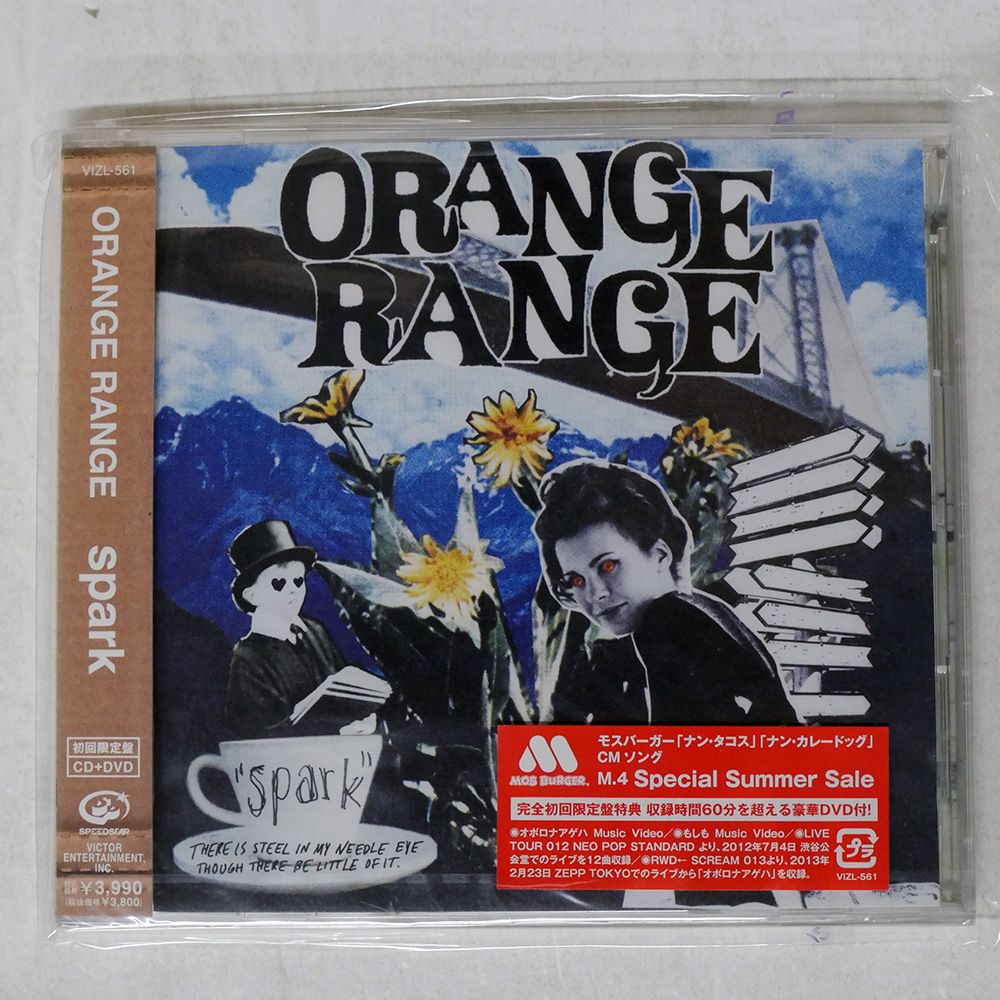 VIZL-561
ORANGE RANGE spark
初回限定盤
CD+DVD
SPEEDSTAR
VICTOR
ENTERTAINMENT,
INC.
¥3,990
(税抜価格¥3,800)
ORANGE
RANGE
"spark"
THERE IS STEEL IN MY NEEDLE EYE
THOUGH THERE BE LITTLE OF IT.
MOS BURGER®
モスバーガー「ナン・タコス」「ナン・カレードッグ」
CMソング
M.4 Special Summer Sale
完全初回限定盤特典 収録時間60分を超える豪華DVD付!
◉オボロナアゲハ Music Video/◉もしも Music Video/◉LIVE
TOUR 012 NEO POP STANDARD より、2012年7月4日 渋谷公
会堂でのライブを12曲収録/◉RWD← SCREAM 013より、2013年
2月23日 ZEPP TOKYOでのライブから「オボロナアゲハ」を収録。
プラ
VIZL-561